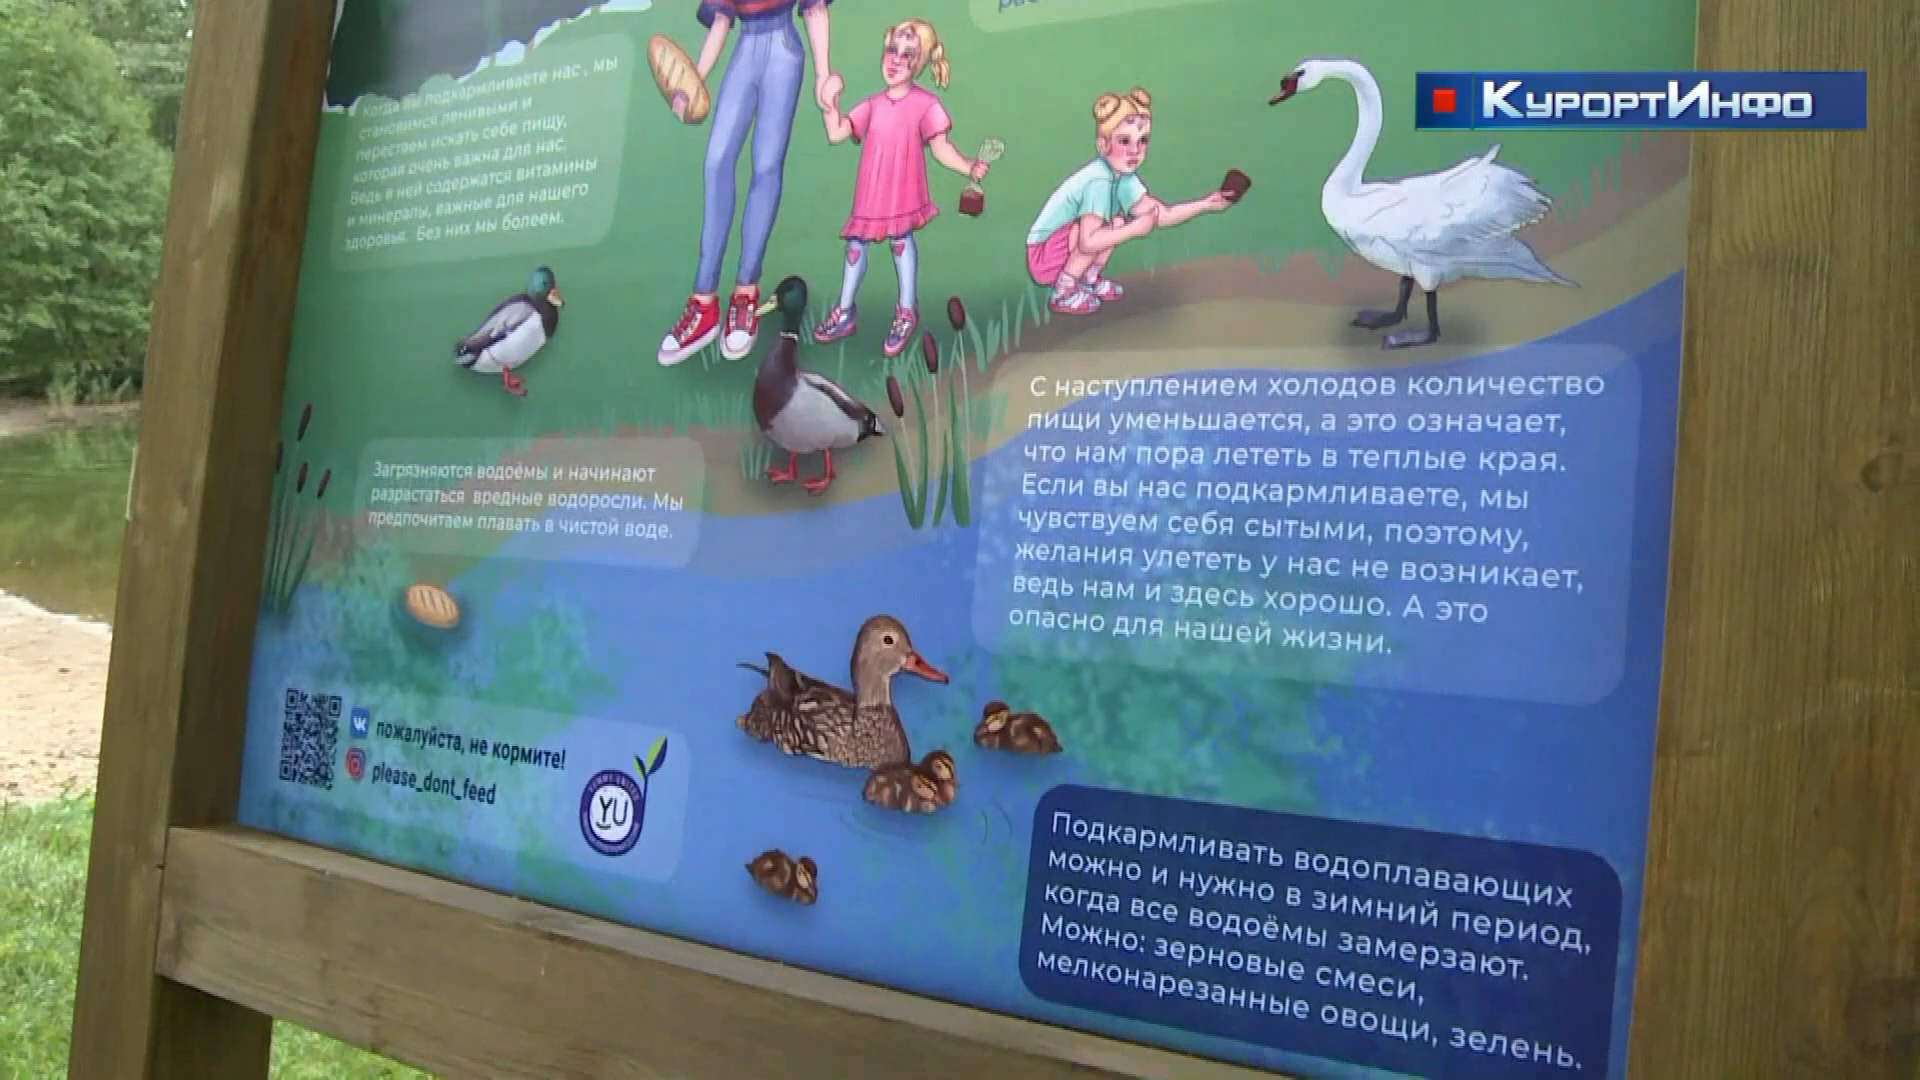 КурортИнфо
Когда вы подкармливаете нас, мы
становимся ленивыми и
перестаем искать себе пищу,
которая очень важна для нас.
Ведь в ней содержатся витамины
и минералы, важные для нашего
здоровья. Без них мы болеем.
С наступлением холодов количество
пищи уменьшается, а это означает,
что нам пора лететь в теплые края.
Если вы нас подкармливаете, мы
чувствуем себя сытыми, поэтому,
желания улететь у нас не возникает,
ведь нам и здесь хорошо. А это
опасно для нашей жизни.
Загрязняются водоёмы и начинают
разрастаться вредные водоросли. Мы
предпочитаем плавать в чистой воде.
пожалуйста, не кормите!
please_dont_feed
YU
Подкармливать водоплавающих
можно и нужно в зимний период,
когда все водоёмы замерзают.
Можно: зерновые смеси,
мелконарезанные овощи, зелень.